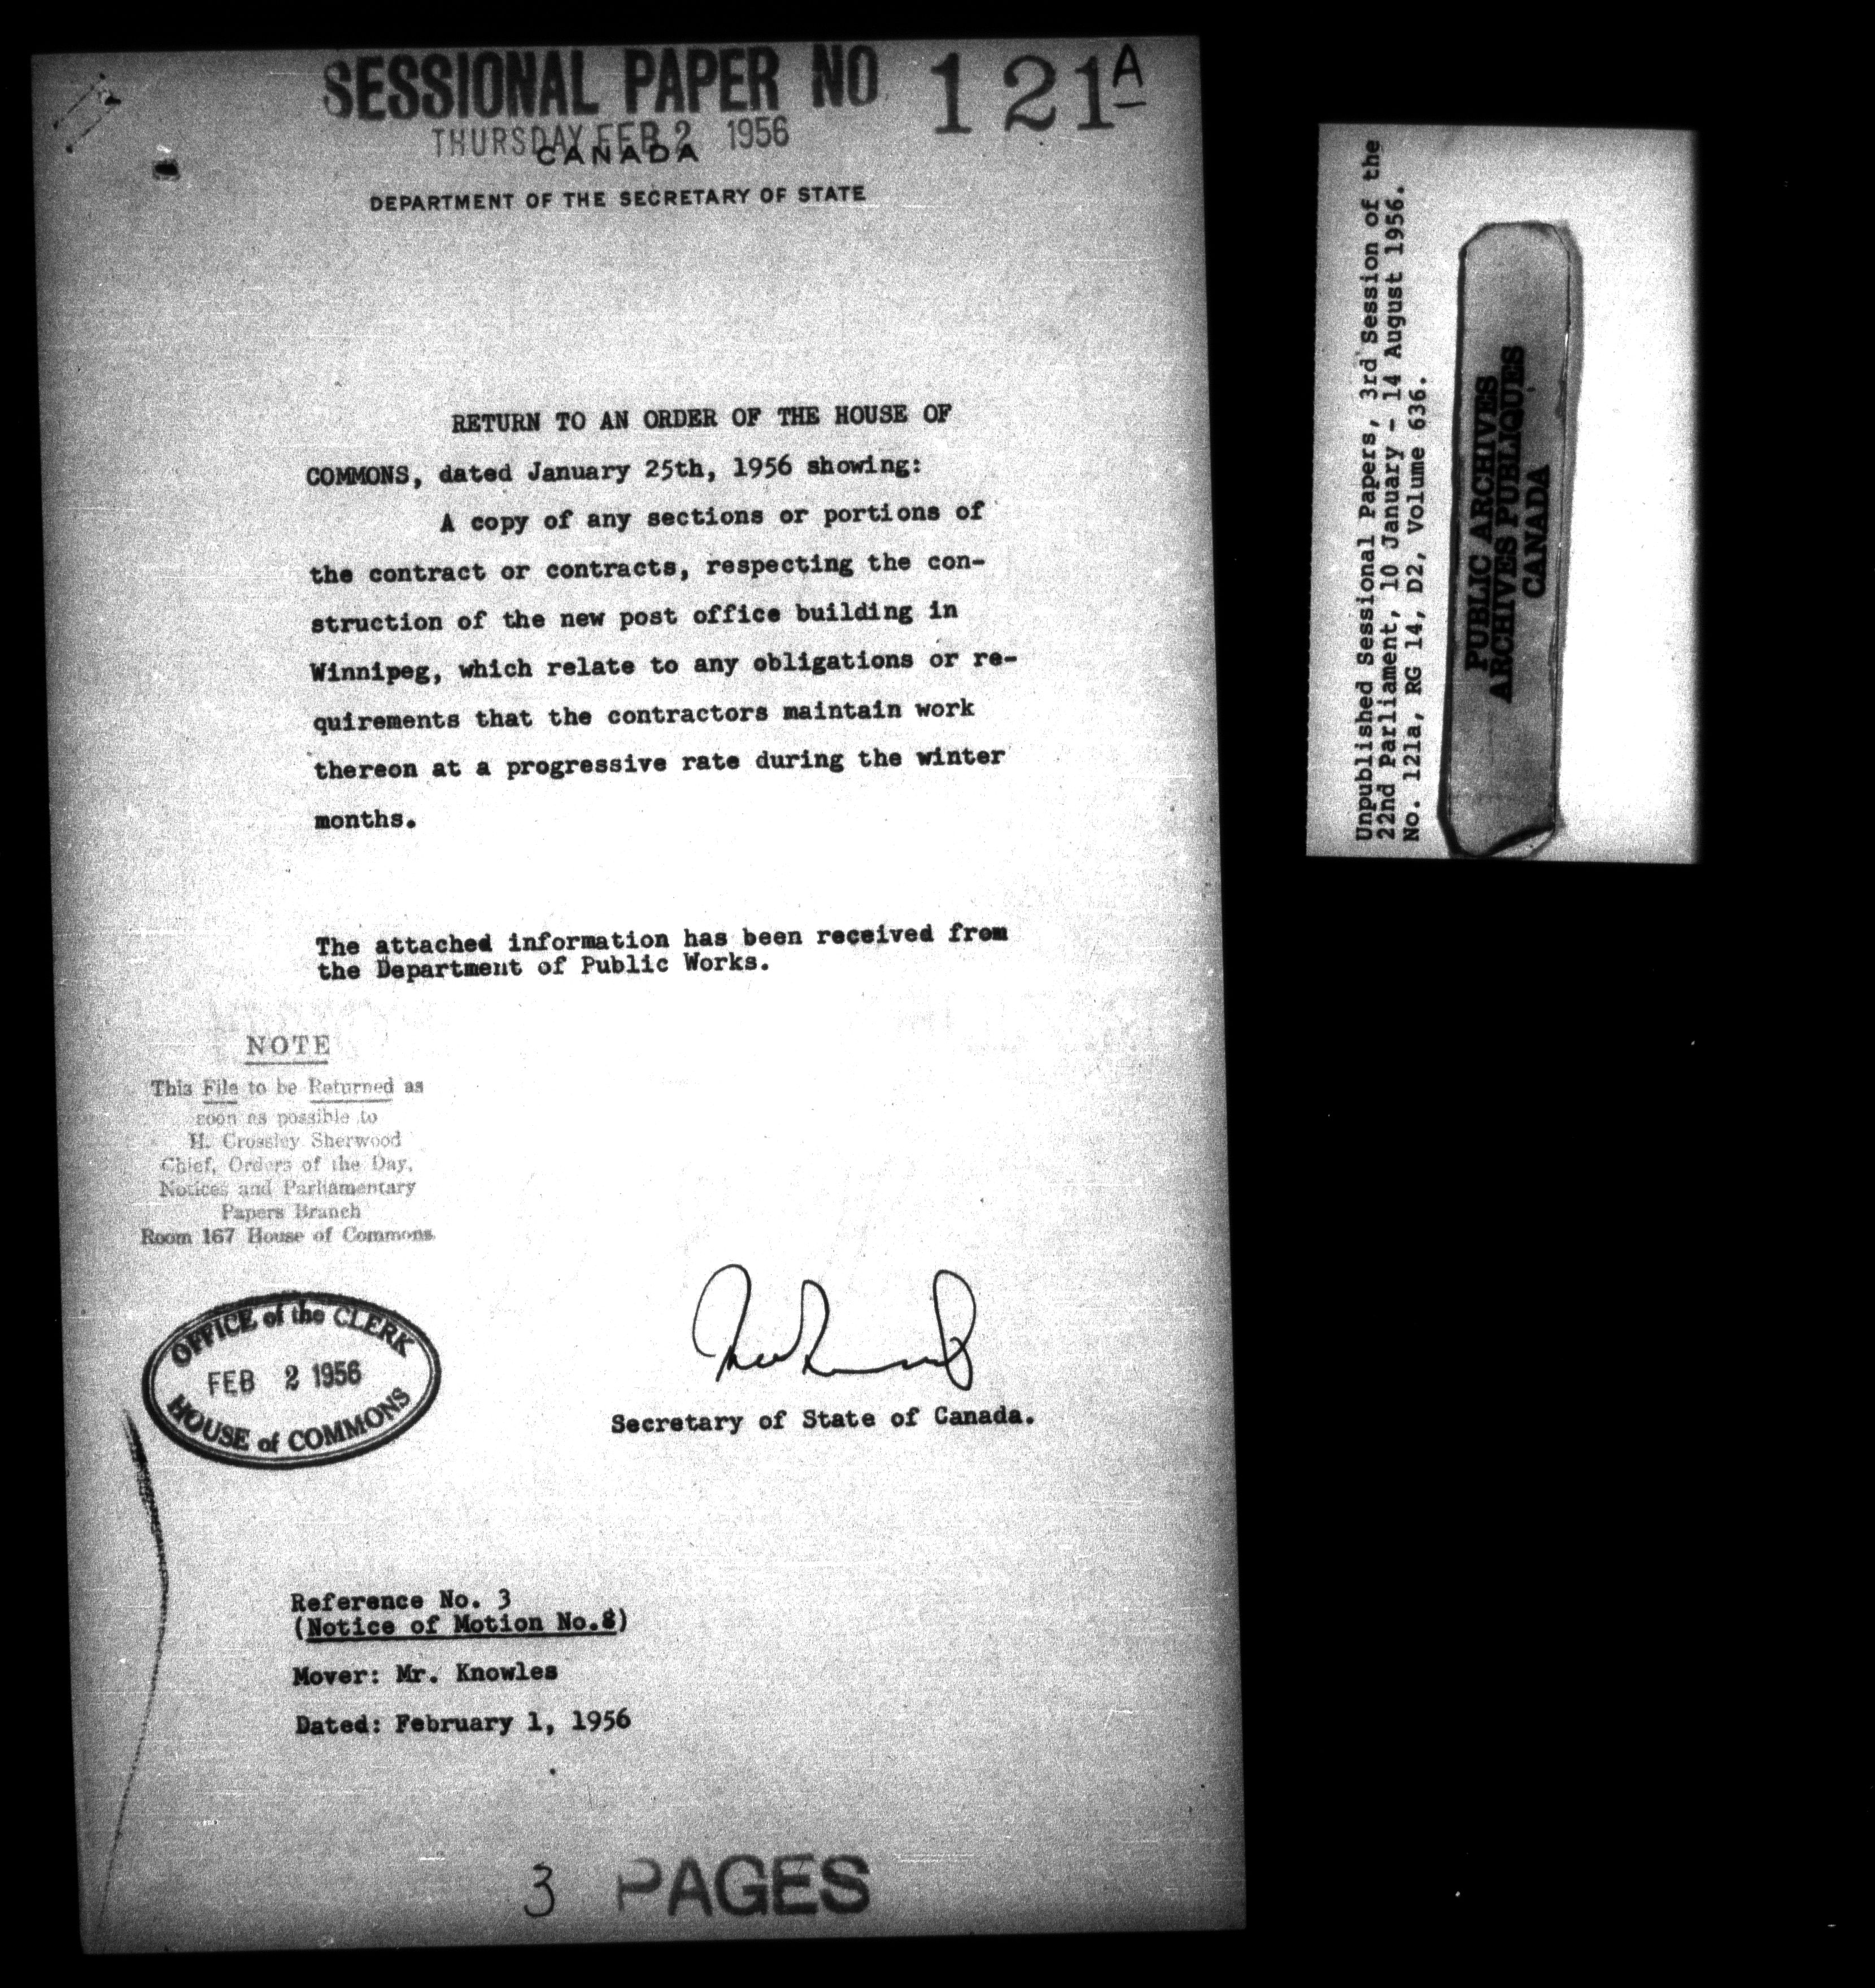 SESSIONAL PAPER NO 121A
THURSDAY FEB 2 1956
CANADA
DEPARTMENT OF THE SECRETARY OF STATE
RETURN TO AN ORDER OF THE HOUSE OF
COMMONS, dated January 25th, 1956 showing:
A copy of any sections or portions of
the contract or contracts, respecting the con-
struction of the new post office building in
Winnipeg, which relate to any obligations or re-
quirements that the contractors maintain work
thereon at a progressive rate during the winter
months.
The attached information has been received from
the Department of Public Works.
NOTE
This File to be Returned as
soon as possible to
H. Crossley Sherwood
Chief, Orders of the Day,
Notices and Parliamentary
Papers Branch
Room 167 House of Commons
OFFICE of the CLERK
FEB 2 1956
HOUSE of COMMONS
Secretary of State of Canada.
Reference No. 3
(Notice of Motion No.8)
Mover: Mr. Knowles
Dated: February 1, 1956
3 PAGES
Unpublished Sessional Papers, 3rd Session of the
22nd Parliament, 10 January - 14 August 1956.
No. 121a, RG 14, D2, Volume 636.
PUBLIC ARCHIVES
ARCHIVES PUBLIQUES
CANADA